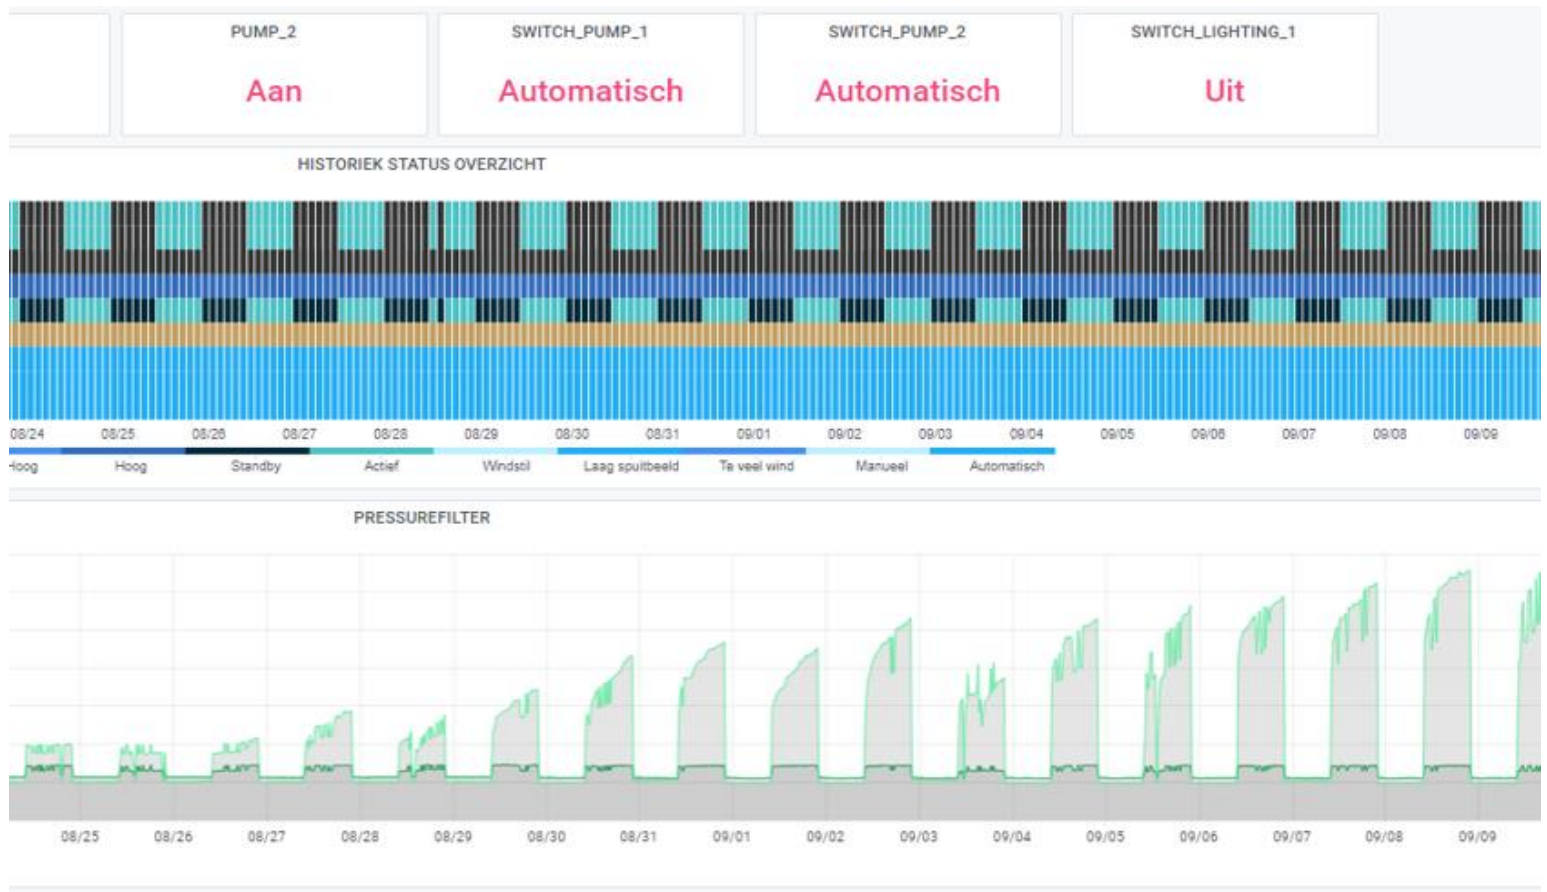 PUMP_2 SWITCH_PUMP_1 SWITCH_PUMP_2 SWITCH_LIGHTING_1
Aan Automatisch Automatisch Uit
HISTORIEK STATUS OVERZICHT
08/24 08/25 08/26 08/27 08/28 08/29 08/30 08/31 09/01 09/02 09/03 09/04 09/05 09/06 09/07 09/08 09/09
Hoog Hoog Standby Actief Windstil Laag spuitbeeld Te veel wind Manueel Automatisch
PRESSUREFILTER
08/25 08/26 08/27 08/28 08/29 08/30 08/31 09/01 09/02 09/03 09/04 09/05 09/06 09/07 09/08 09/09